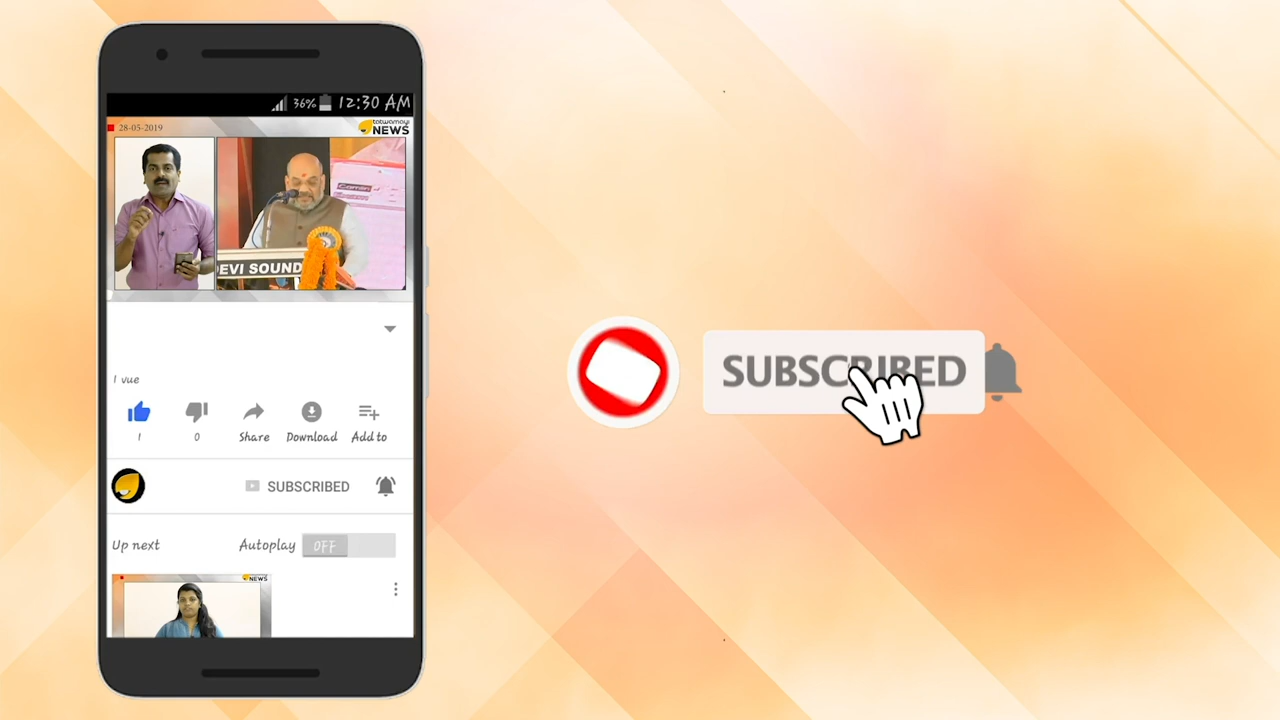 36%
12:30 AM
28-05-2019
tatwamayi
NEWS
DEVI SOUND
1 vue
1
0
Share
Download
Add to
SUBSCRIBED
Up next
Autoplay
OFF
NEWS
SUBSCRIBED